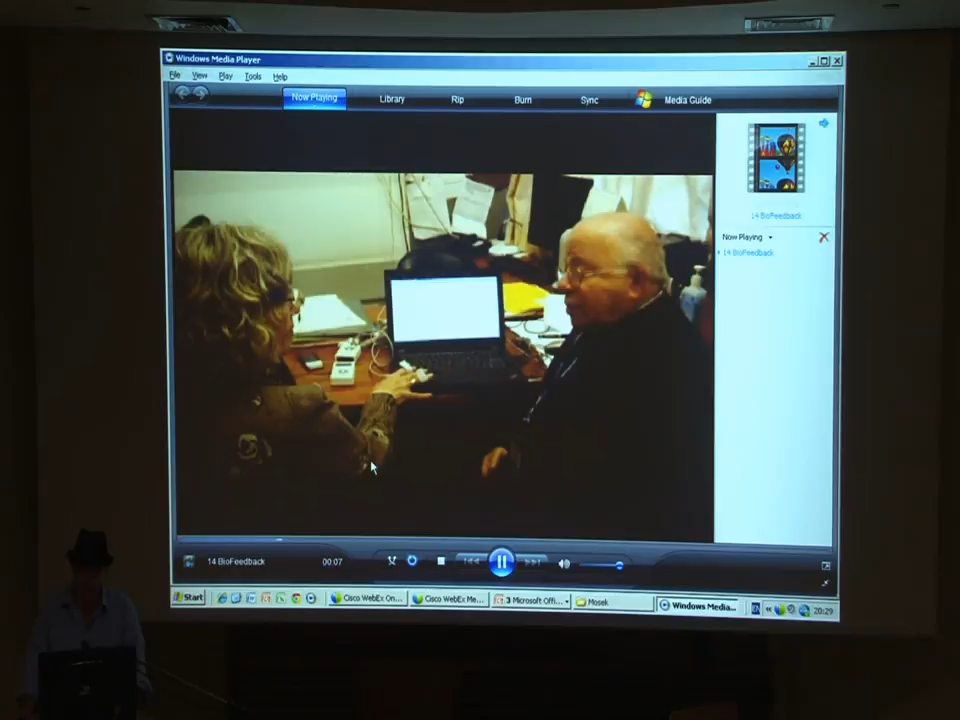 Windows Media Player
File View Play Tools Help
Now Playing Library Rip Burn Sync Media Guide
14 BioFeedback
Now Playing
14 BioFeedback
14 BioFeedback 00:07
Start Cisco WebEx On... Cisco WebEx Me... 3 Microsoft Offi... Mosek Windows Media... EN 20:29